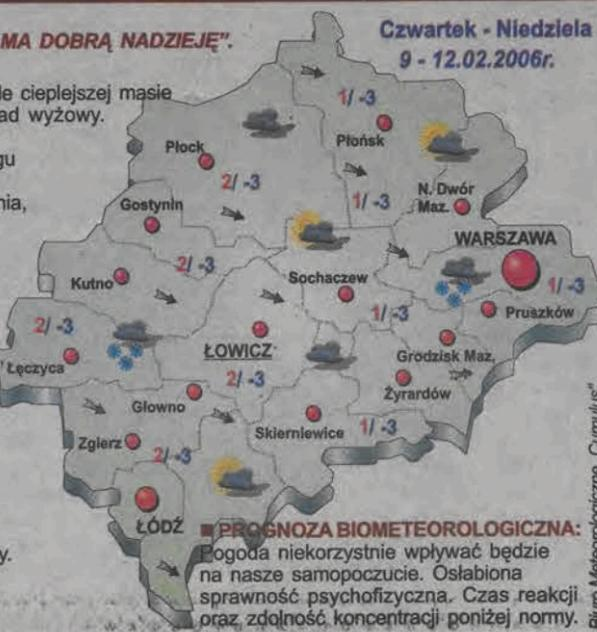 MA DOBRĄ NADZIEJĘ".
Czwartek - Niedziela
9 - 12.02.2006r.
le cieplejszej masie
ad wyżowy.
gu
nia,
y.
1/ -3
Płońsk
Płock
2/ -3
1/ -3
N. Dwór
Maz.
Gostynin
WARSZAWA
2/ -3
Kutno
Sochaczew
1/ -3
Pruszków
1/ -3
2/ -3
Łęczyca
ŁOWICZ
2/ -3
Grodzisk Maz.
Żyrardów
Głowno
Skierniewice
1/ -3
Zgierz
2/ -3
ŁÓDŹ
PROGNOZA BIOMETEOROLOGICZNA:
Pogoda niekorzystnie wpływać będzie
na nasze samopoczucie. Osłabiona
sprawność psychofizyczna. Czas reakcji
oraz zdolność koncentracji poniżej normy.
Biuro Meteorologiczne „Cumulus"